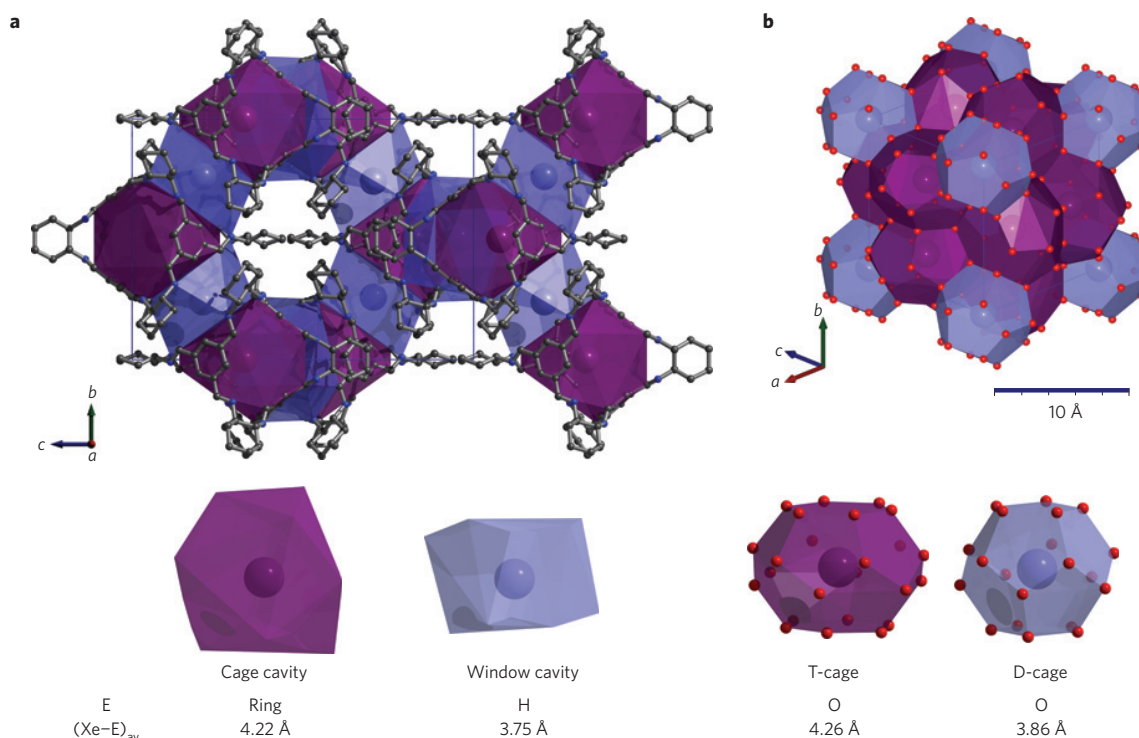 a
b
b
c
a
b
c
a
10 Å
Cage cavity Window cavity T-cage D-cage
E Ring H O O
(Xe–E)av 4.22 Å 3.75 Å 4.26 Å 3.86 Å